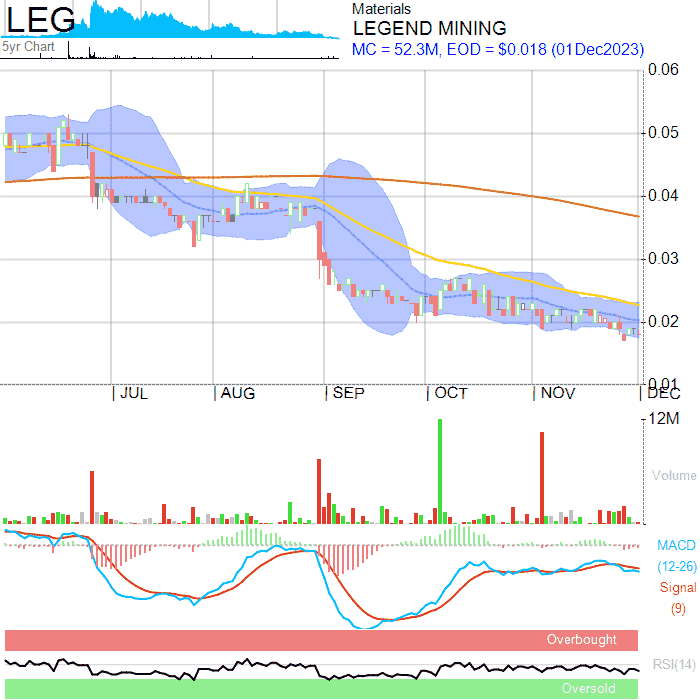 LEG
5yr Chart
Materials
LEGEND MINING
MC = 52.3M, EOD = $0.018 (01Dec2023)
0.06
0.05
0.04
0.03
0.02
0.01
JUL
AUG
SEP
OCT
NOV
DEC
12M
Volume
MACD
(12-26)
Signal
(9)
Overbought
RSI(14)
Oversold